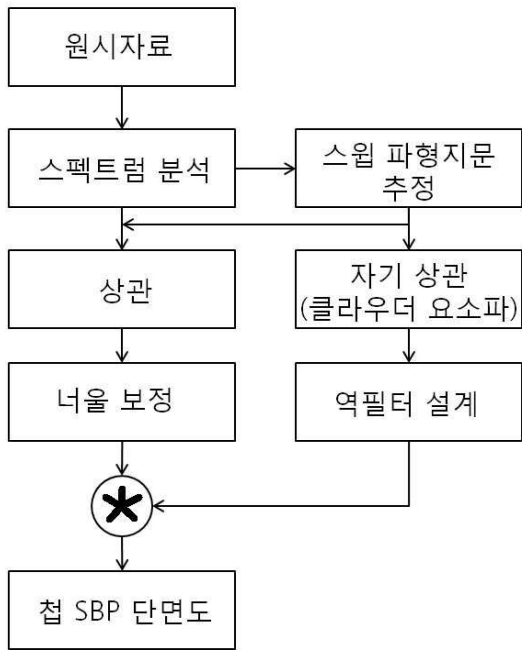 원시자료
스펙트럼 분석
스윕 파형지문
추정
상관
자기 상관
(클라우더 요소파)
너울 보정
역필터 설계
*
첩 SBP 단면도